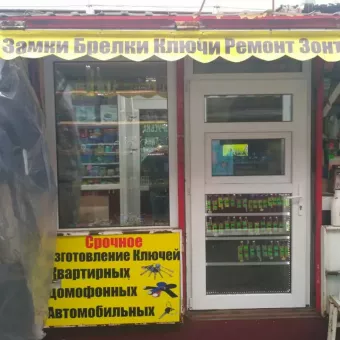 Замки Брелки Ключи Ремонт Зонт
Срочное
зготовление Ключей
Квартирных
Домофонных
Автомобильных